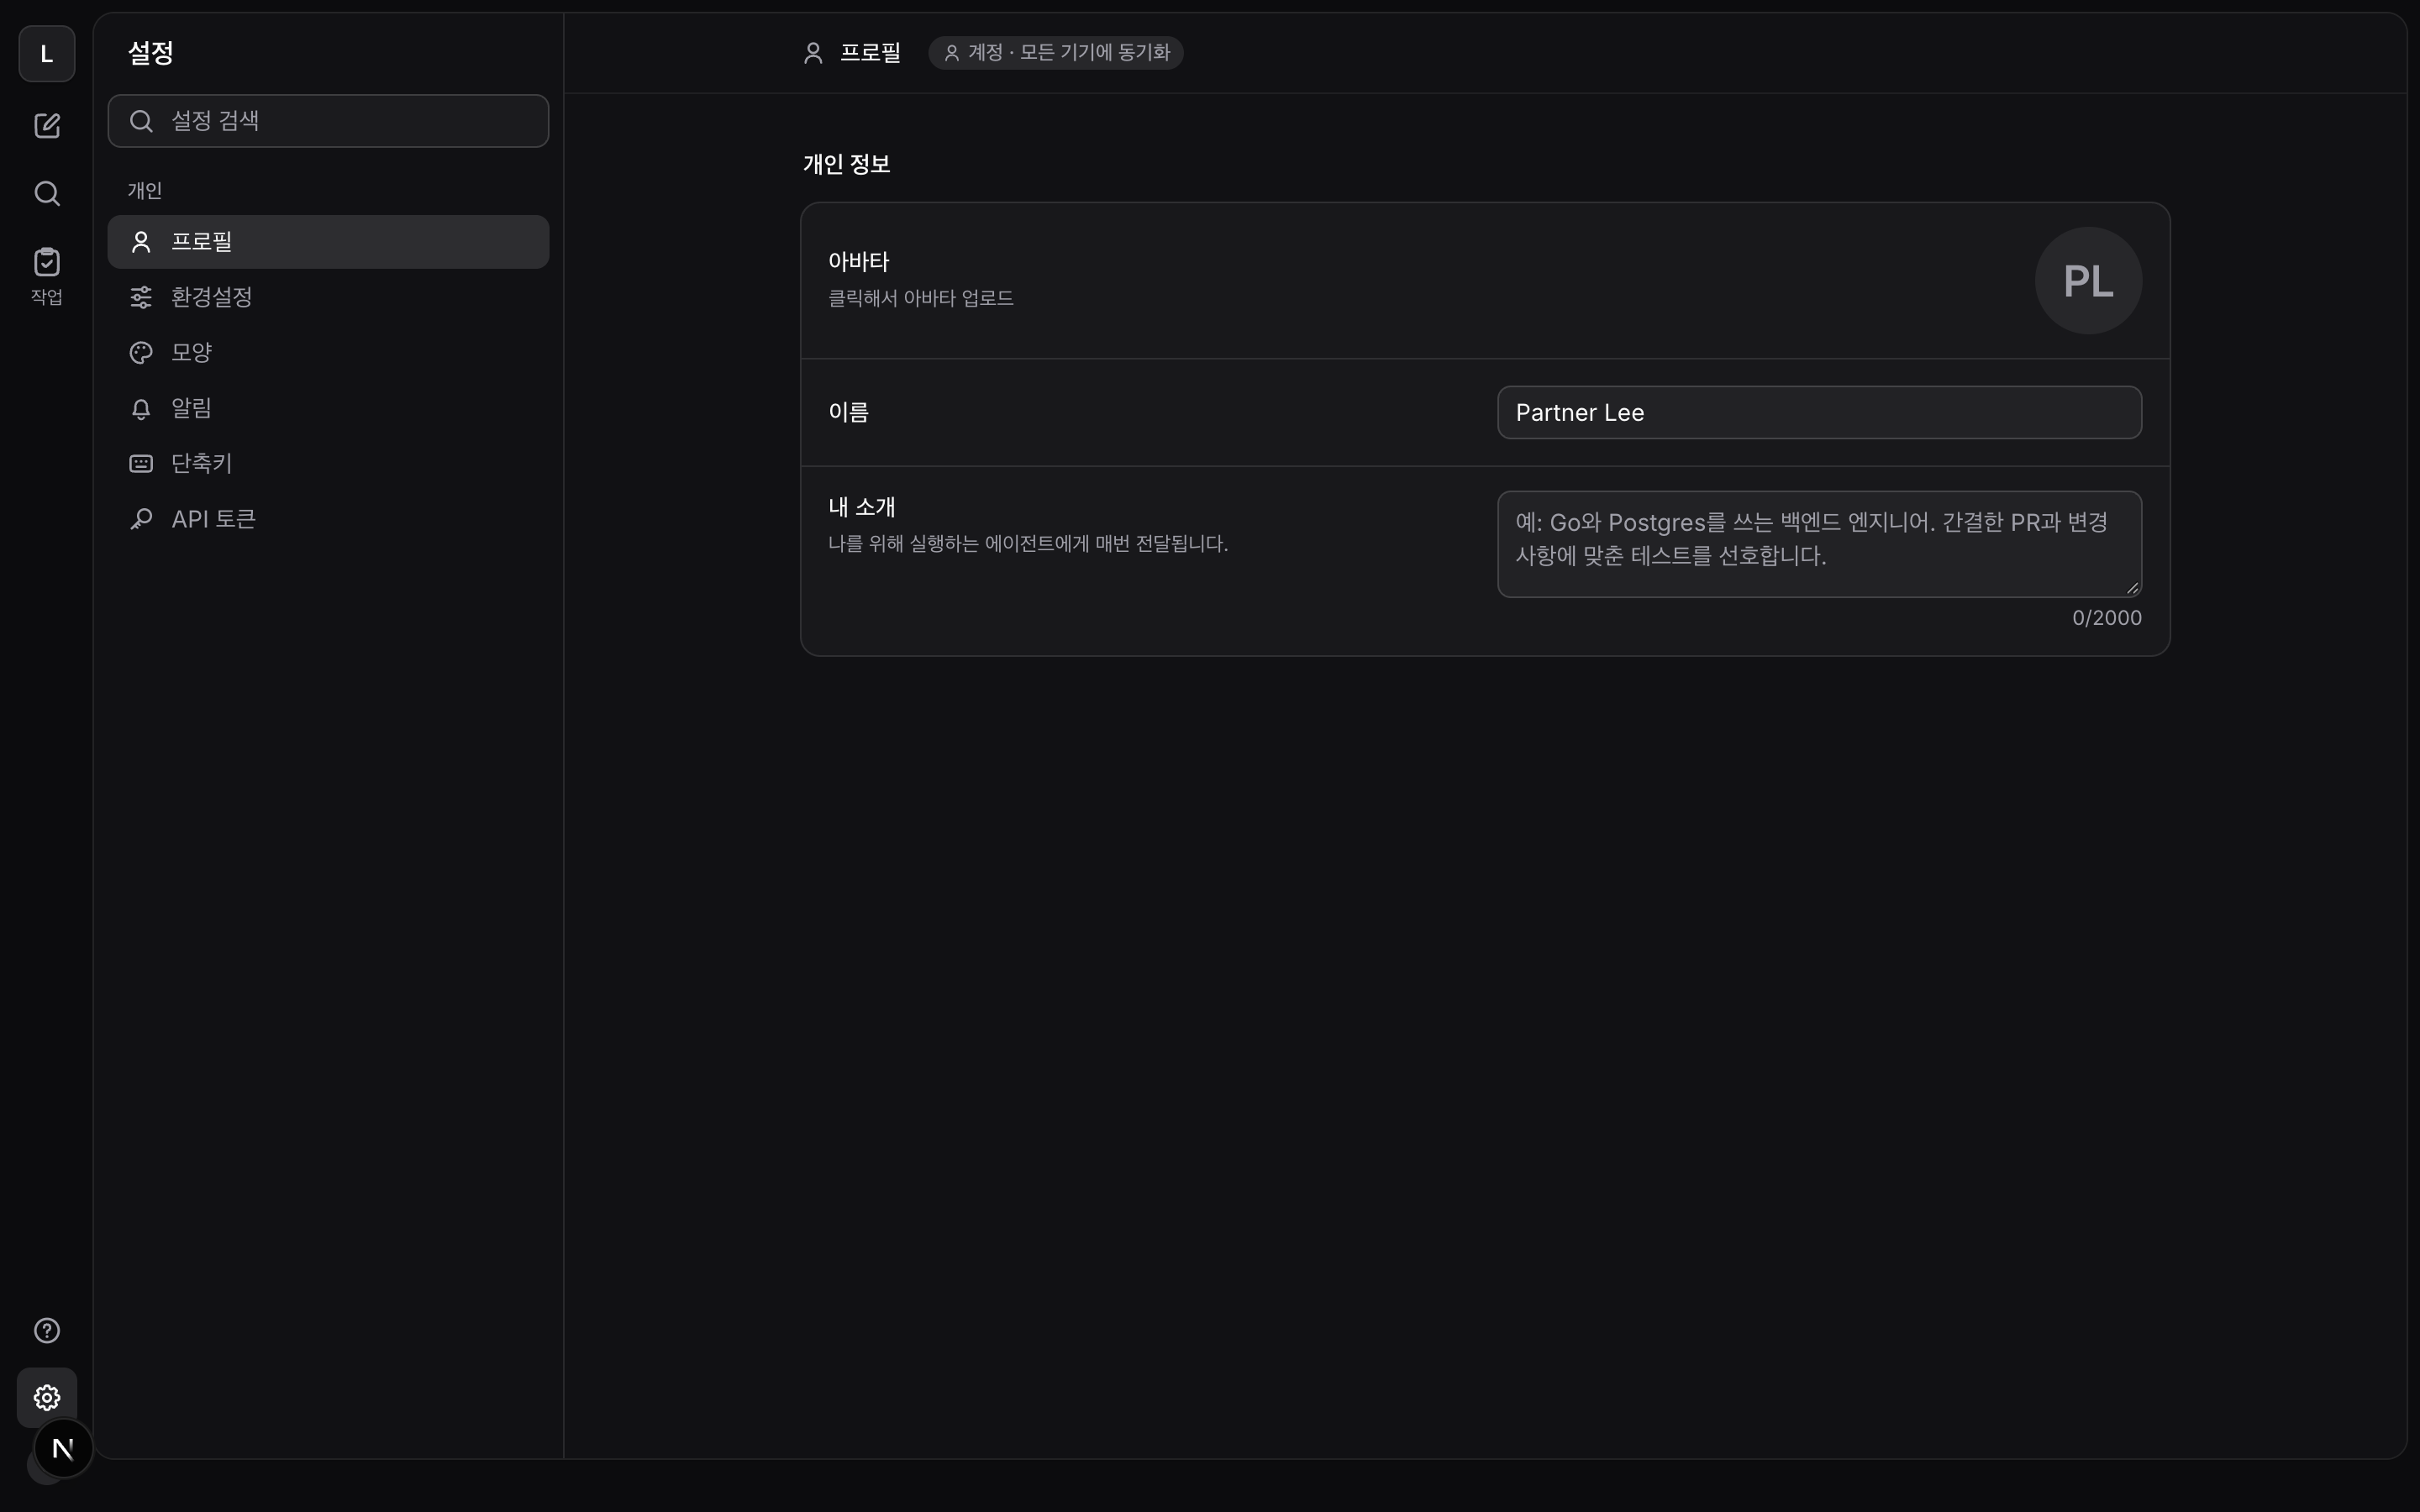 L
작업
설정
설정 검색
개인
프로필
환경설정
모양
알림
단축키
API 토큰
N
프로필
계정 · 모든 기기에 동기화
개인 정보
아바타
클릭해서 아바타 업로드
PL
이름
Partner Lee
내 소개
나를 위해 실행하는 에이전트에게 매번 전달됩니다.
예: Go와 Postgres를 쓰는 백엔드 엔지니어. 간결한 PR과 변경
사항에 맞춘 테스트를 선호합니다.
0/2000